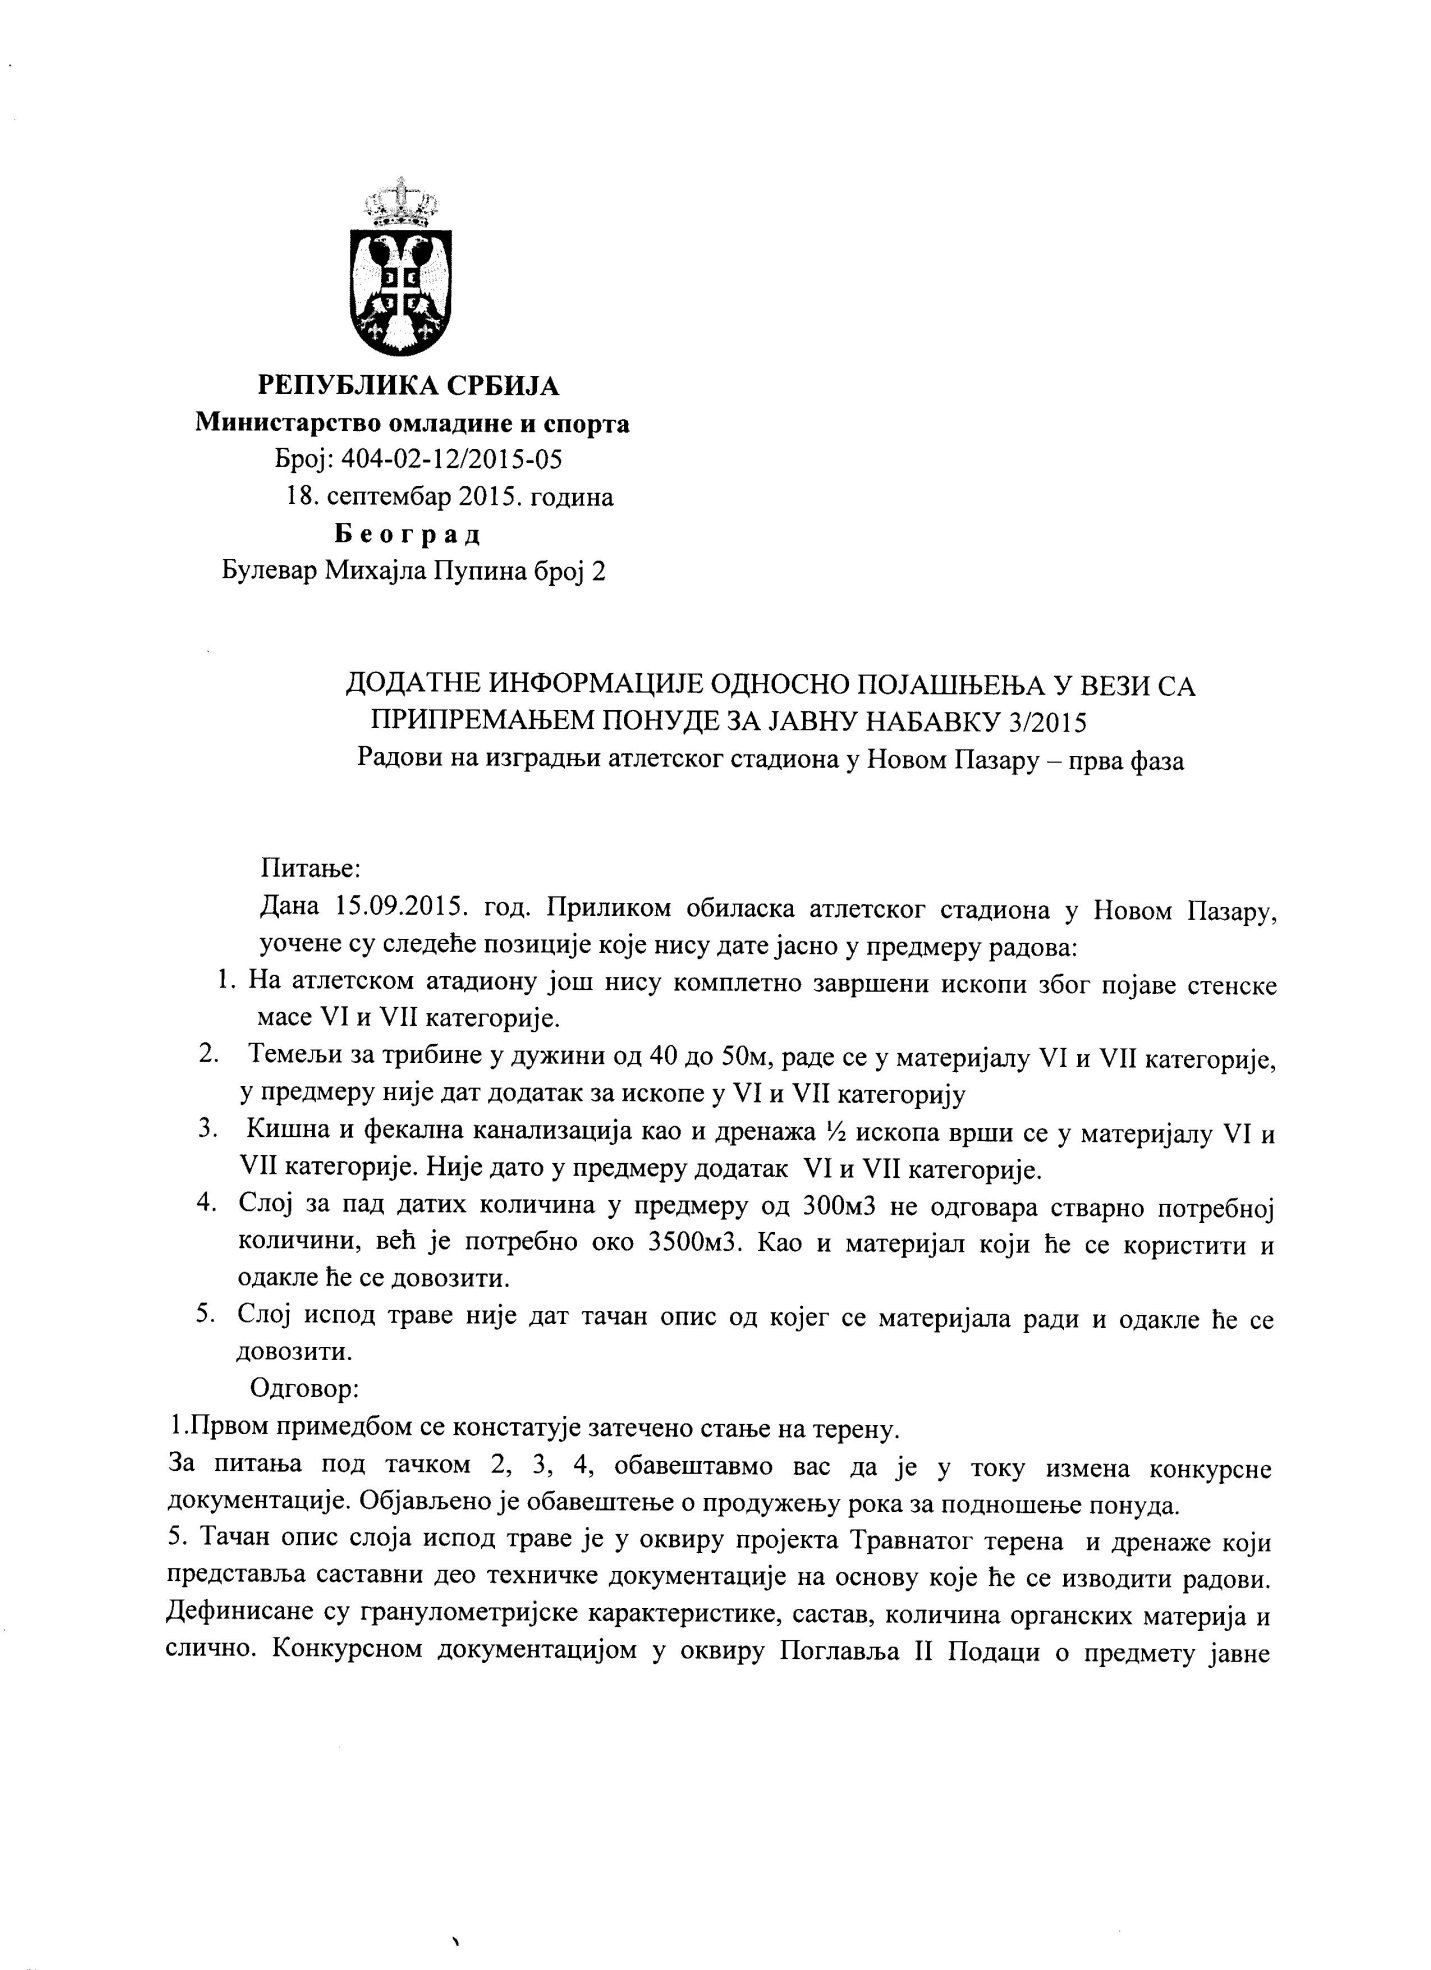 РЕПУБЛИКА СРБИЈА
Министарство омладине и спорта
Број: 404-02-12/2015-05
18. септембар 2015. година
Б е о г р а д
Булевар Михајла Пупина број 2
ДОДАТНЕ ИНФОРМАЦИЈЕ ОДНОСНО ПОЈАШЊЕЊА У ВЕЗИ СА
ПРИПРЕМАЊЕМ ПОНУДЕ ЗА ЈАВНУ НАБАВКУ 3/2015
Радови на изградњи атлетског стадиона у Новом Пазару – прва фаза
Питање:
Дана 15.09.2015. год. Приликом обиласка атлетског стадиона у Новом Пазару,
уочене су следеће позиције које нису дате јасно у предмеру радова:
1. На атлетском атадиону још нису комплетно завршени ископи због појаве стенске
масе VI и VII категорије.
2. Темељи за трибине у дужини од 40 до 50м, раде се у материјалу VI и VII категорије,
у предмеру није дат додатак за ископе у VI и VII категорију
3. Кишна и фекална канализација као и дренажа ½ ископа врши се у материјалу VI и
VII категорије. Није дато у предмеру додатак VI и VII категорије.
4. Слој за пад датих количина у предмеру од 300м3 не одговара стварно потребној
количини, већ је потребно око 3500м3. Као и материјал који ће се користити и
одакле ће се довозити.
5. Слој испод траве није дат тачан опис од којег се материјала ради и одакле ће се
довозити.
Одговор:
1.Првом примедбом се констатује затечено стање на терену.
За питања под тачком 2, 3, 4, обавештавмо вас да је у току измена конкурсне
документације. Објављено је обавештење о продужењу рока за подношење понуда.
5. Тачан опис слоја испод траве је у оквиру пројекта Травнатог терена и дренаже који
представља саставни део техничке документације на основу које ће се изводити радови.
Дефинисане су гранулометријске карактеристике, састав, количина органских материја и
слично. Конкурсном документацијом у оквиру Поглавља II Подаци о предмету јавне